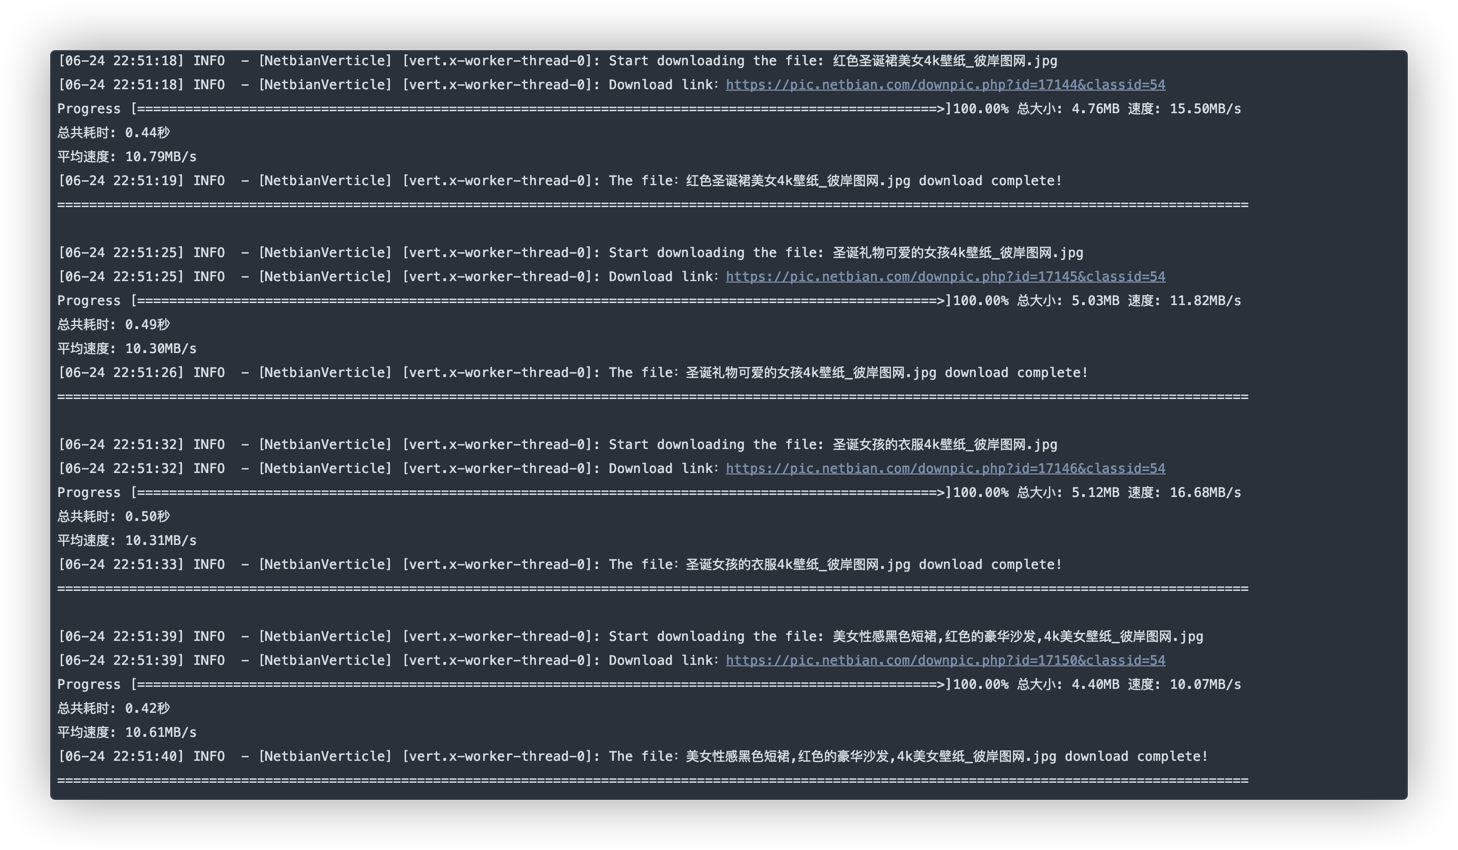 [06-24 22:51:18] INFO  - [NetbianVerticle] [vert.x-worker-thread-0]: Start downloading the file: 红色圣诞裙美女4k壁纸_彼岸图网.jpg
[06-24 22:51:18] INFO  - [NetbianVerticle] [vert.x-worker-thread-0]: Download link: https://pic.netbian.com/downpic.php?id=17144&classid=54
Progress [====================================================================================================>]100.00% 总大小: 4.76MB 速度: 15.50MB/s
总共耗时: 0.44秒
平均速度: 10.79MB/s
[06-24 22:51:19] INFO  - [NetbianVerticle] [vert.x-worker-thread-0]: The file: 红色圣诞裙美女4k壁纸_彼岸图网.jpg download complete!
=====================================================================================================================================================
[06-24 22:51:25] INFO  - [NetbianVerticle] [vert.x-worker-thread-0]: Start downloading the file: 圣诞礼物可爱的女孩4k壁纸_彼岸图网.jpg
[06-24 22:51:25] INFO  - [NetbianVerticle] [vert.x-worker-thread-0]: Download link: https://pic.netbian.com/downpic.php?id=17145&classid=54
Progress [====================================================================================================>]100.00% 总大小: 5.03MB 速度: 11.82MB/s
总共耗时: 0.49秒
平均速度: 10.30MB/s
[06-24 22:51:26] INFO  - [NetbianVerticle] [vert.x-worker-thread-0]: The file: 圣诞礼物可爱的女孩4k壁纸_彼岸图网.jpg download complete!
=====================================================================================================================================================
[06-24 22:51:32] INFO  - [NetbianVerticle] [vert.x-worker-thread-0]: Start downloading the file: 圣诞女孩的衣服4k壁纸_彼岸图网.jpg
[06-24 22:51:32] INFO  - [NetbianVerticle] [vert.x-worker-thread-0]: Download link: https://pic.netbian.com/downpic.php?id=17146&classid=54
Progress [====================================================================================================>]100.00% 总大小: 5.12MB 速度: 16.68MB/s
总共耗时: 0.50秒
平均速度: 10.31MB/s
[06-24 22:51:33] INFO  - [NetbianVerticle] [vert.x-worker-thread-0]: The file: 圣诞女孩的衣服4k壁纸_彼岸图网.jpg download complete!
=====================================================================================================================================================
[06-24 22:51:39] INFO  - [NetbianVerticle] [vert.x-worker-thread-0]: Start downloading the file: 美女性感黑色短裙,红色的豪华沙发,4k美女壁纸_彼岸图网.jpg
[06-24 22:51:39] INFO  - [NetbianVerticle] [vert.x-worker-thread-0]: Download link: https://pic.netbian.com/downpic.php?id=17150&classid=54
Progress [====================================================================================================>]100.00% 总大小: 4.40MB 速度: 10.07MB/s
总共耗时: 0.42秒
平均速度: 10.61MB/s
[06-24 22:51:40] INFO  - [NetbianVerticle] [vert.x-worker-thread-0]: The file: 美女性感黑色短裙,红色的豪华沙发,4k美女壁纸_彼岸图网.jpg download complete!
=====================================================================================================================================================